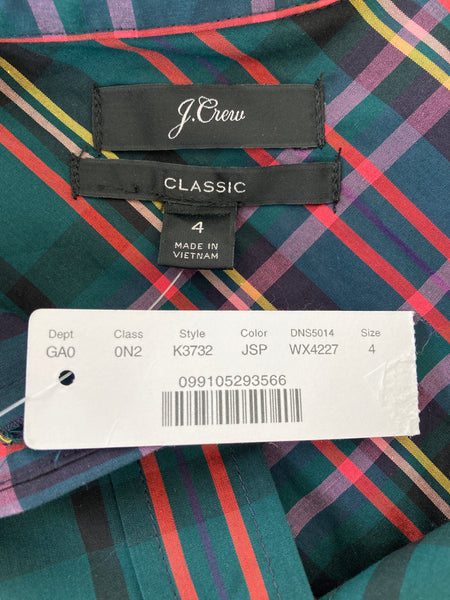 J.Crew
CLASSIC
4
MADE IN
VIETNAM
Dept Class Style Color DNS5014 Size
GA0 0N2 K3732 JSP WX4227 4
099105293566